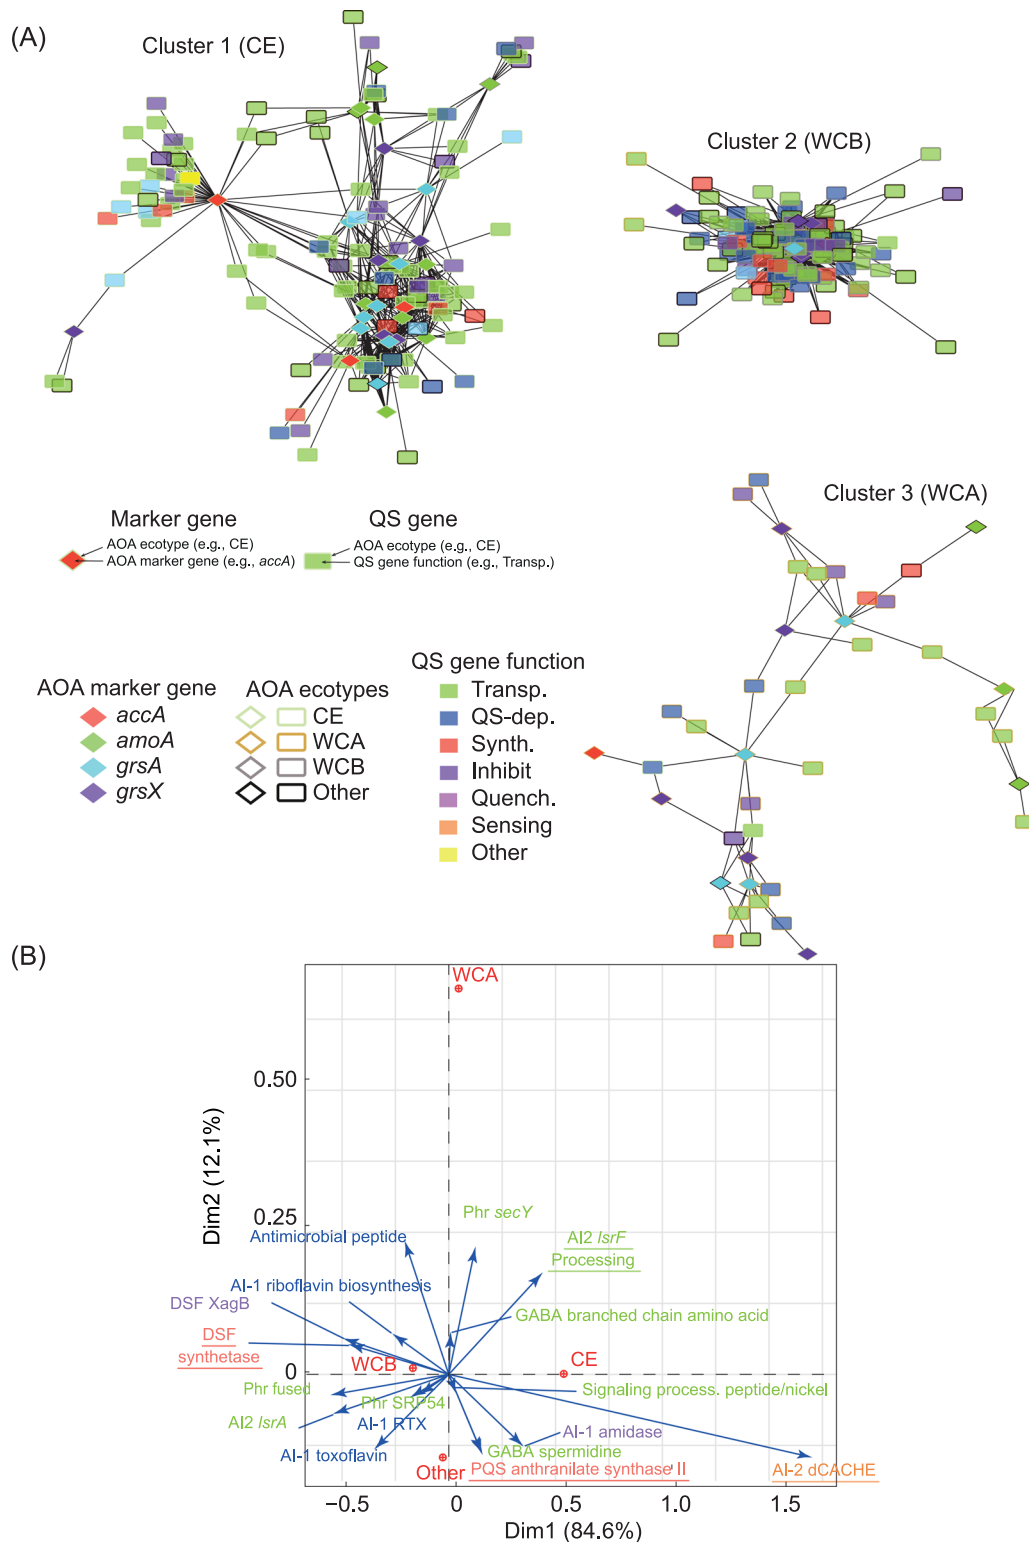 (A)
Cluster 1 (CE)
Cluster 2 (WCB)
Cluster 3 (WCA)
Marker gene
AOA ecotype (e.g., CE)
AOA marker gene (e.g., accA)
QS gene
AOA ecotype (e.g., CE)
QS gene function (e.g., Transp.)
AOA marker gene
accA
amoA
grsA
grsX
AOA ecotypes
CE
WCA
WCB
Other
QS gene function
Transp.
QS-dep.
Synth.
Inhibit
Quench.
Sensing
Other
(B)
WCA
0.50
Dim2 (12.1%)
0.25
Phr secY
Antimicrobial peptide
AI2 lsrF
Processing
AI-1 riboflavin biosynthesis
DSF XagB
GABA branched chain amino acid
DSF
synthetase
WCB
CE
0
Phr fused
Phr SRP54
Signaling process. peptide/nickel
AI2 lsrA
AI-1 RTX
AI-1 amidase
AI-1 toxoflavin
GABA spermidine
Other
PQS anthranilate synthase II
AI-2 dCACHE
−0.5
0
0.5
1.0
1.5
Dim1 (84.6%)